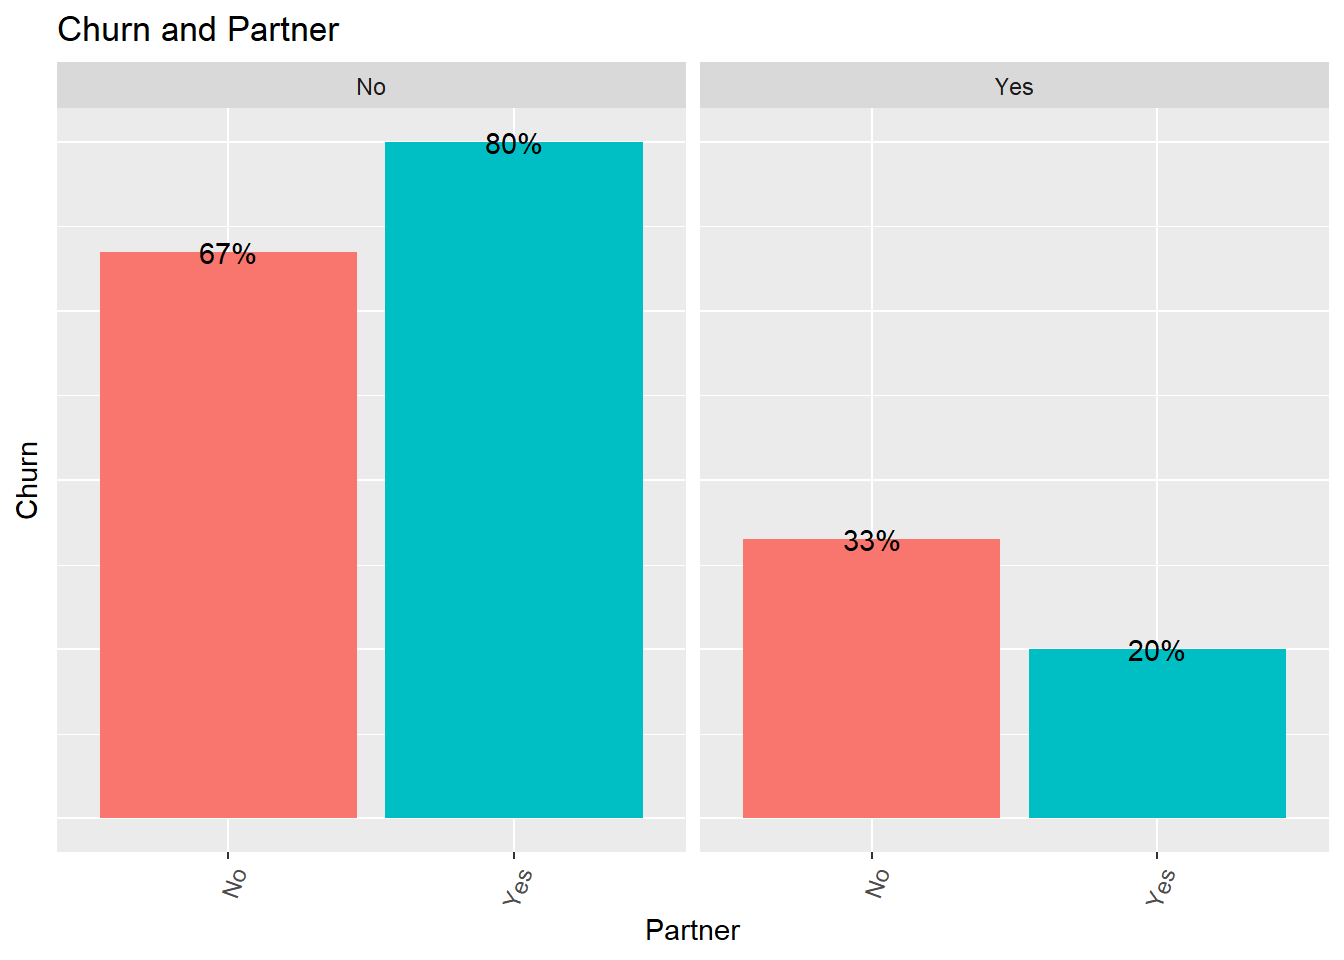 Churn and Partner
No
Yes
80%
67%
33%
20%
Churn
No
Yes
No
Yes
Partner